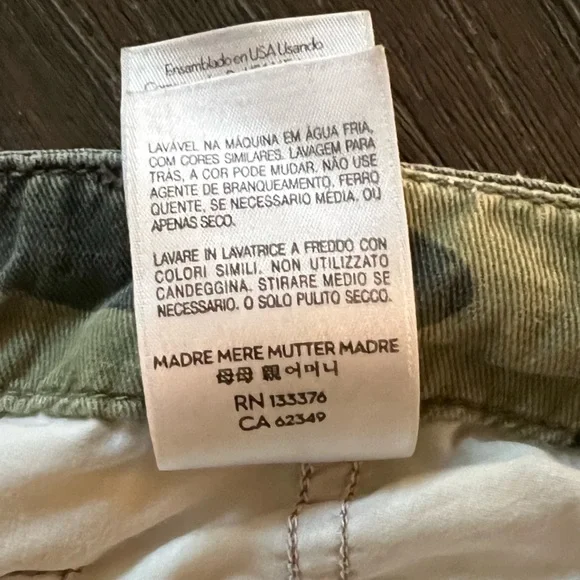 Ensamblado en USA Usando
LAVÁVEL NA MÁQUINA EM ÁGUA FRIA,
COM CORES SIMILARES. LAVAGEM PARA
TRÁS, A COR PODE MUDAR. NÃO USE
AGENTE DE BRANQUEAMENTO. FERRO
QUENTE, SE NECESSARIO MÉDIA. OU
APENAS SECO.
LAVARE IN LAVATRICE A FREDDO CON
COLORI SIMILI. NON UTILIZZATO
CANDEGGINA. STIRARE MEDIO SE
NECESSARIO. O SOLO PULITO SECCO.
MADRE MERE MUTTER MADRE
母母 親 어머니
RN 133376
CA 62349